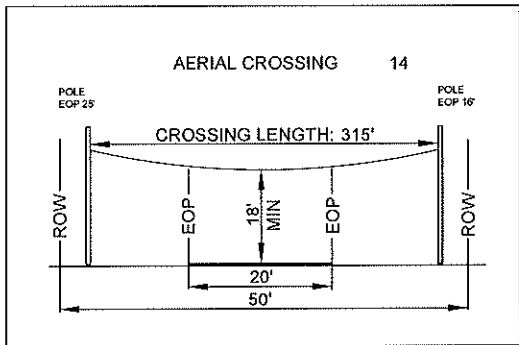 AERIAL CROSSING 14
POLE
EOP 25'
POLE
EOP 16'
CROSSING LENGTH: 315'
ROW
EOP
18'
MIN
EOP
ROW
20'
50'